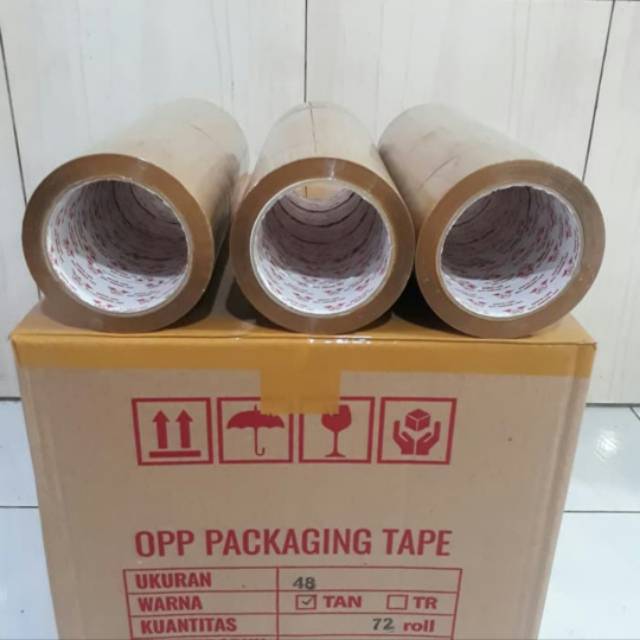 OPP PACKAGING TAPE
UKURAN 48
WARNA ☑ TAN ☐ TR
KUANTITAS 72 roll